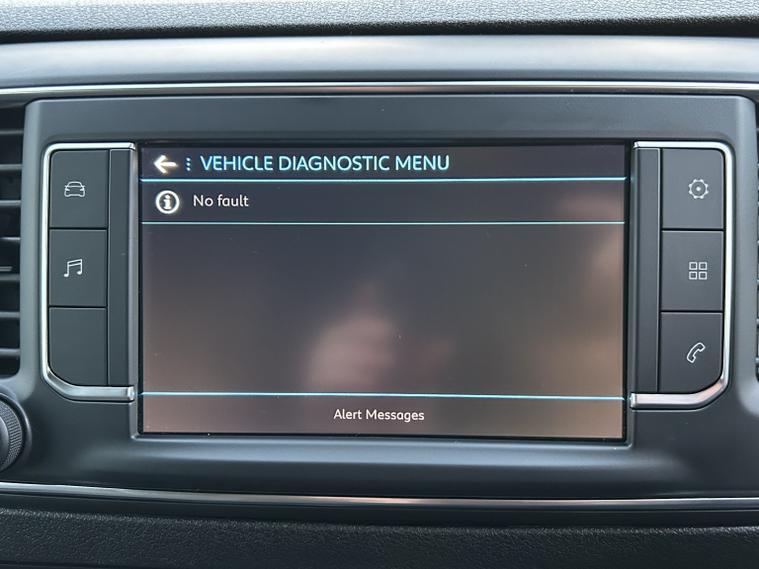 VEHICLE DIAGNOSTIC MENU
No fault
Alert Messages